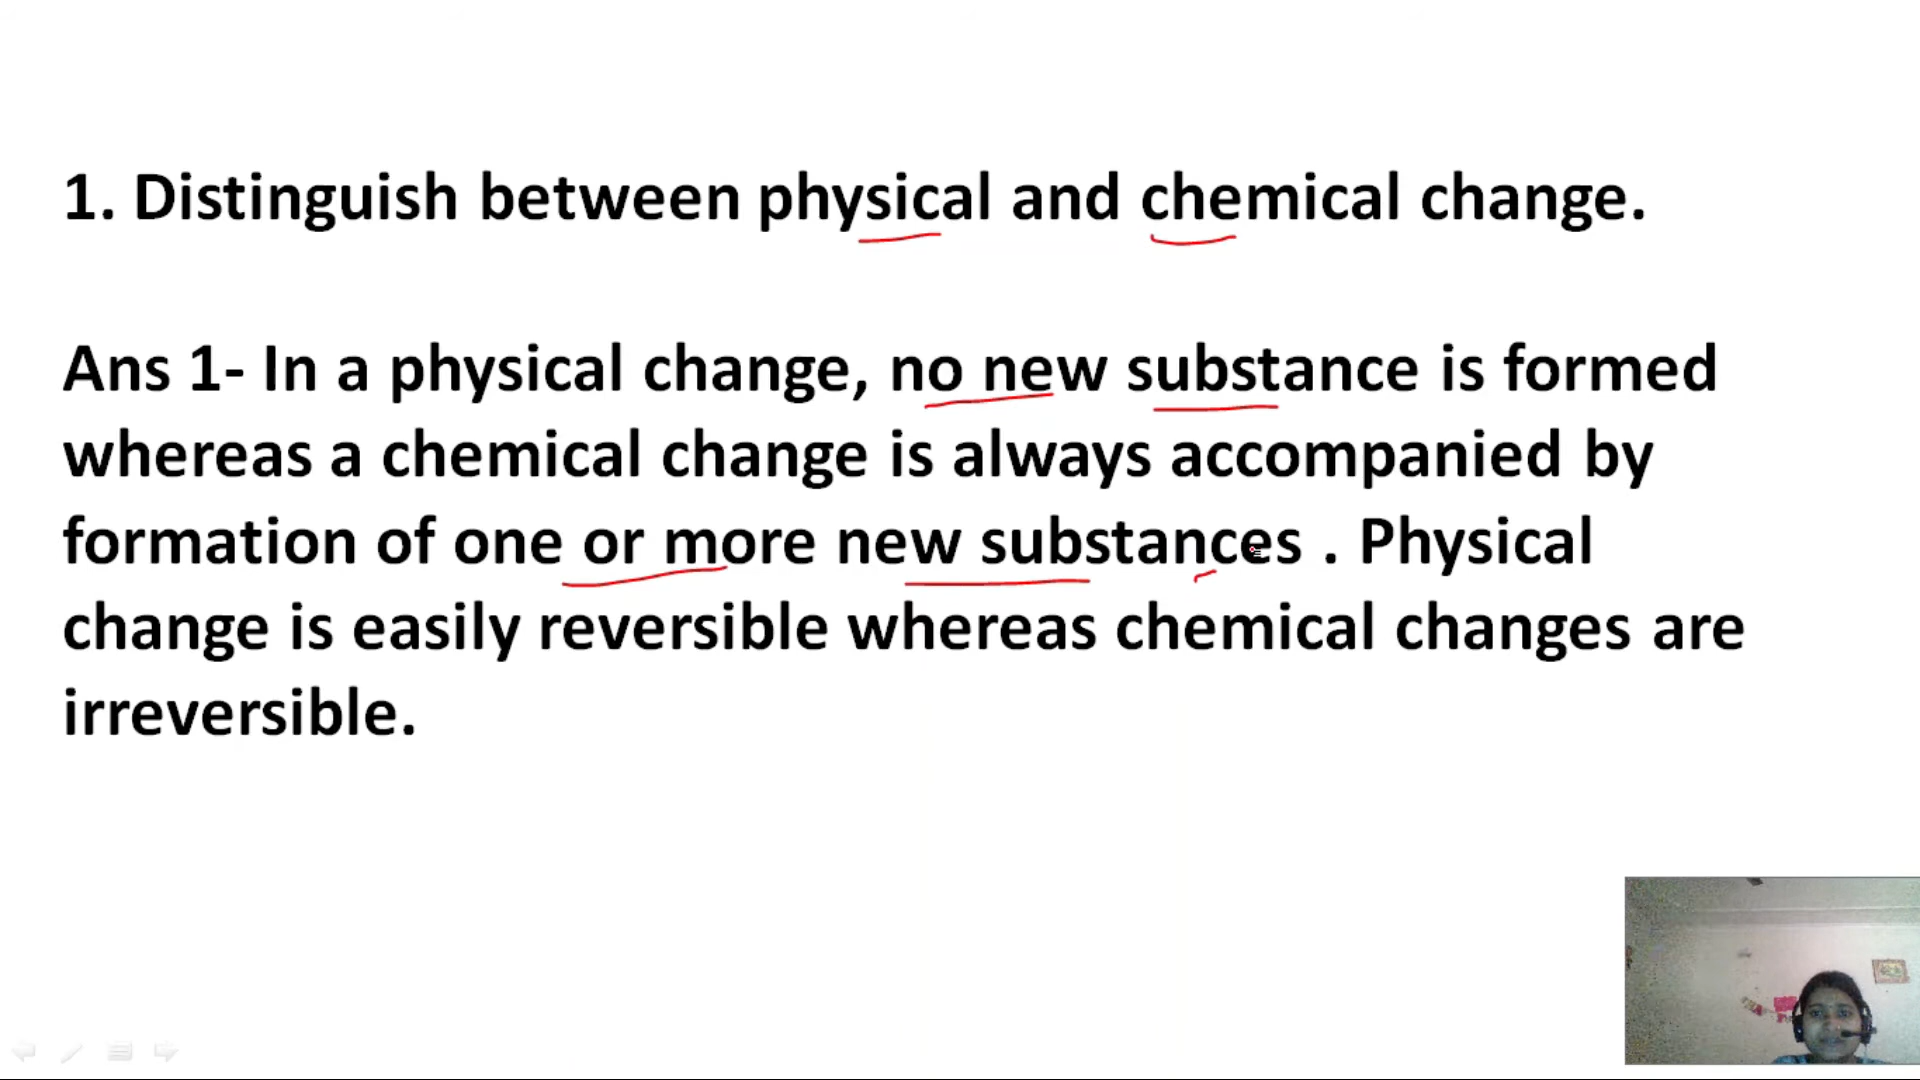 1. Distinguish between physical and chemical change.
Ans 1- In a physical change, no new substance is formed
whereas a chemical change is always accompanied by
formation of one or more new substances . Physical
change is easily reversible whereas chemical changes are
irreversible.